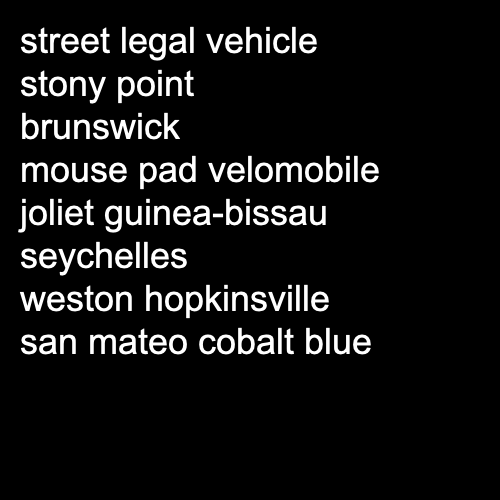 street legal vehicle
stony point
brunswick
mouse pad velomobile
joliet guinea-bissau
seychelles
weston hopkinsville
san mateo cobalt blue